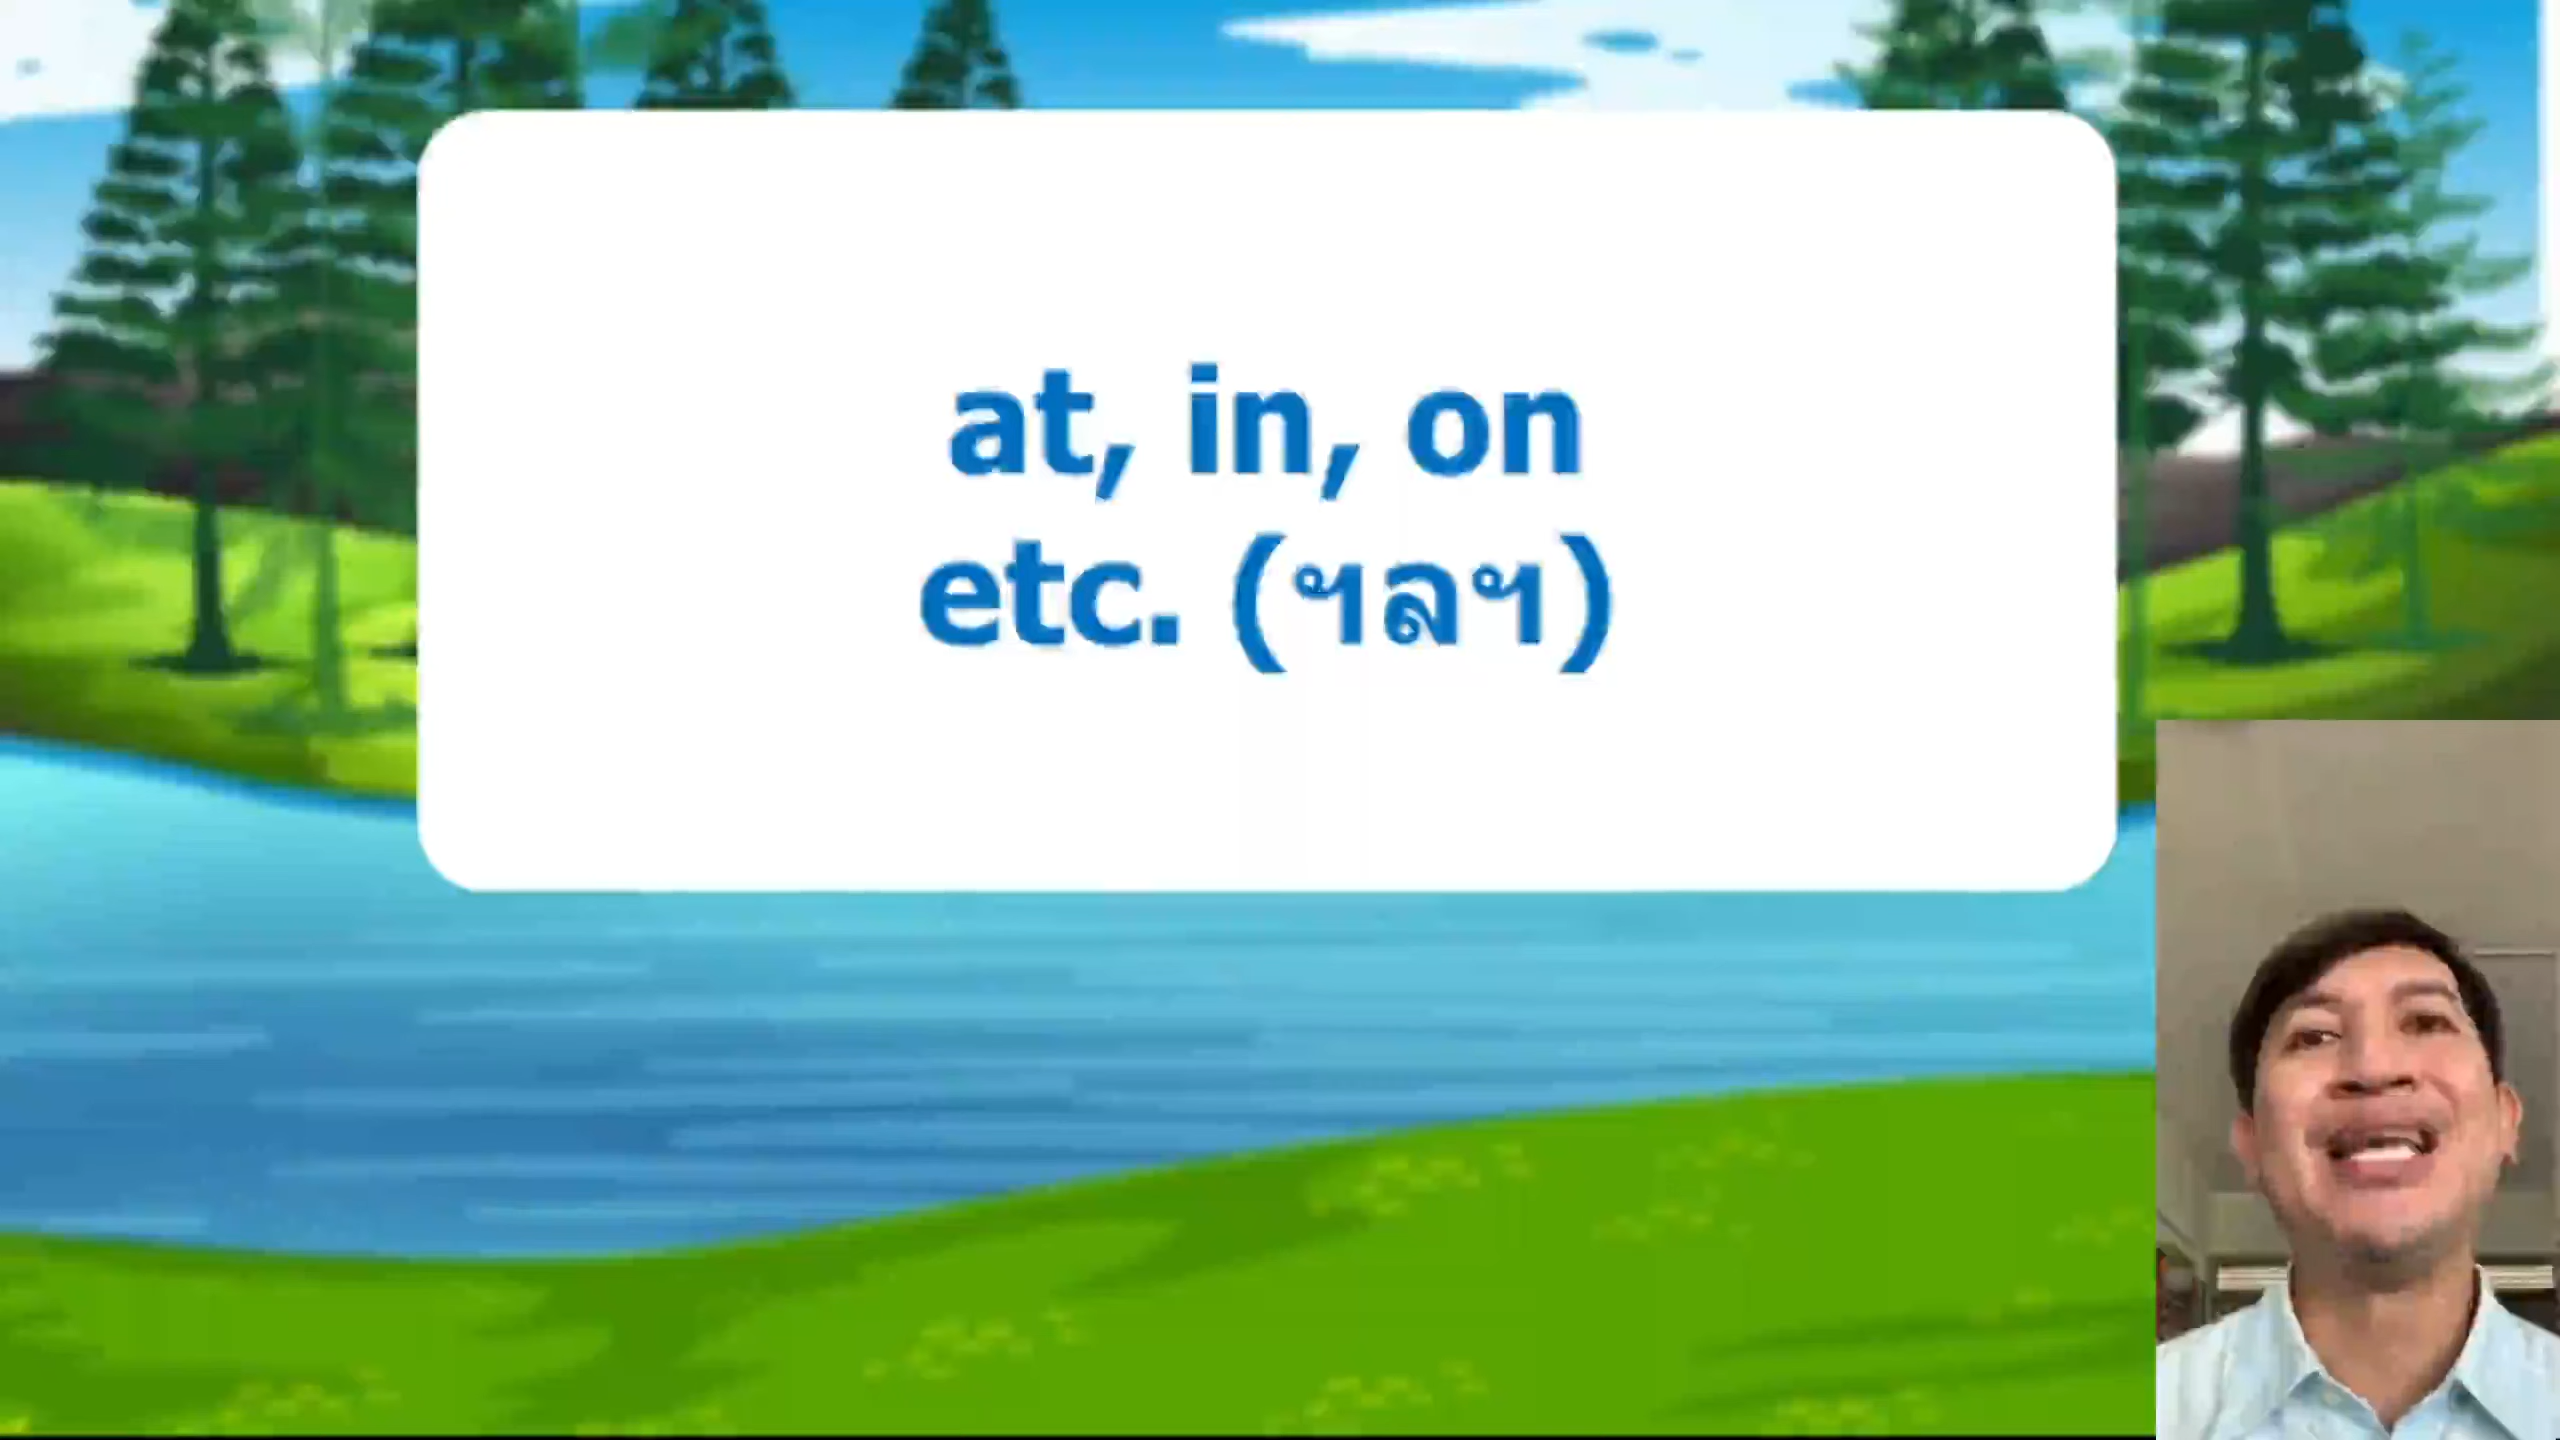 at, in, on
etc. (ฯลฯ)